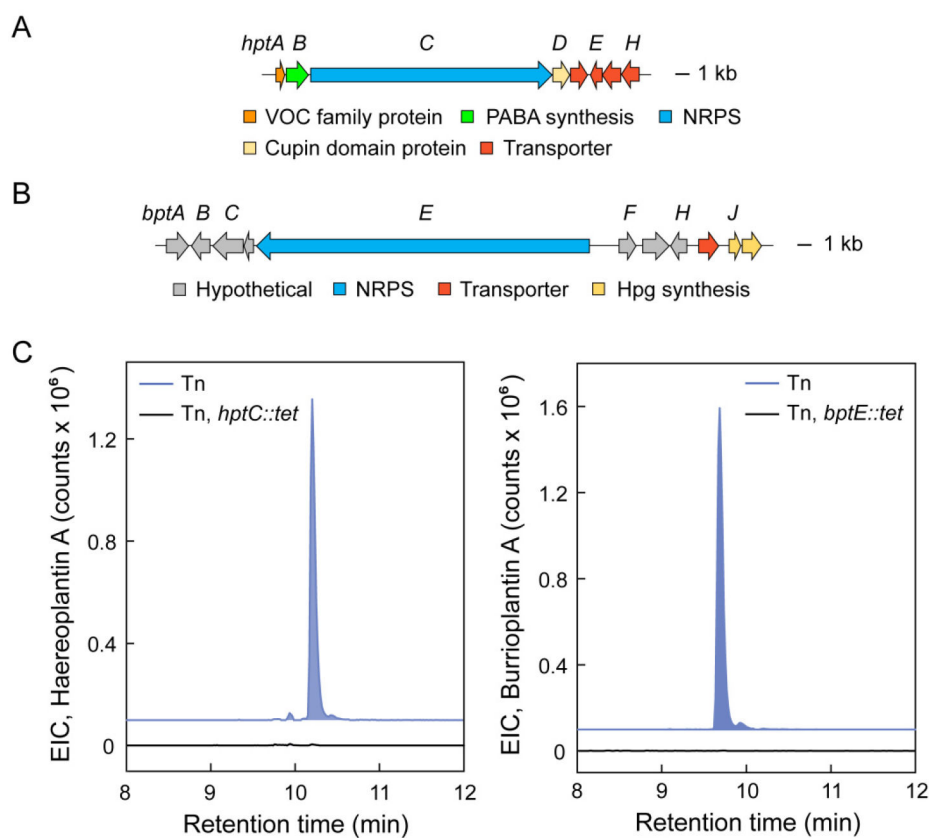 A
hptA B C D E H
1 kb
VOC family protein PABA synthesis NRPS
Cupin domain protein Transporter
B
bptA B C E F H J
1 kb
Hypothetical NRPS Transporter Hpg synthesis
C
EIC, Haereoplantin A (counts x 10⁶)
Tn
Tn, hptC::tet
1.2
0.8
0.4
0
8 9 10 11 12
Retention time (min)
EIC, Burrioplantin A (counts x 10⁶)
Tn
Tn, bptE::tet
1.6
1.2
0.8
0.4
0
8 9 10 11 12
Retention time (min)